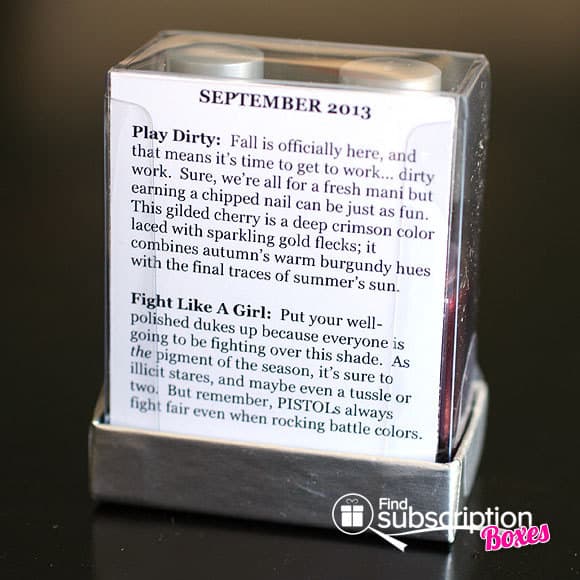 SEPTEMBER 2013
Play Dirty: Fall is officially here, and
that means it's time to get to work... dirty
work. Sure, we're all for a fresh mani but
earning a chipped nail can be just as fun.
This gilded cherry is a deep crimson color
laced with sparkling gold flecks; it
combines autumn's warm burgundy hues
with the final traces of summer's sun.
Fight Like A Girl: Put your well-
polished dukes up because everyone is
going to be fighting over this shade. As
the pigment of the season, it's sure to
illicit stares, and maybe even a tussle or
two. But remember, PISTOLs always
fight fair even when rocking battle colors.
Find
subscription
Boxes